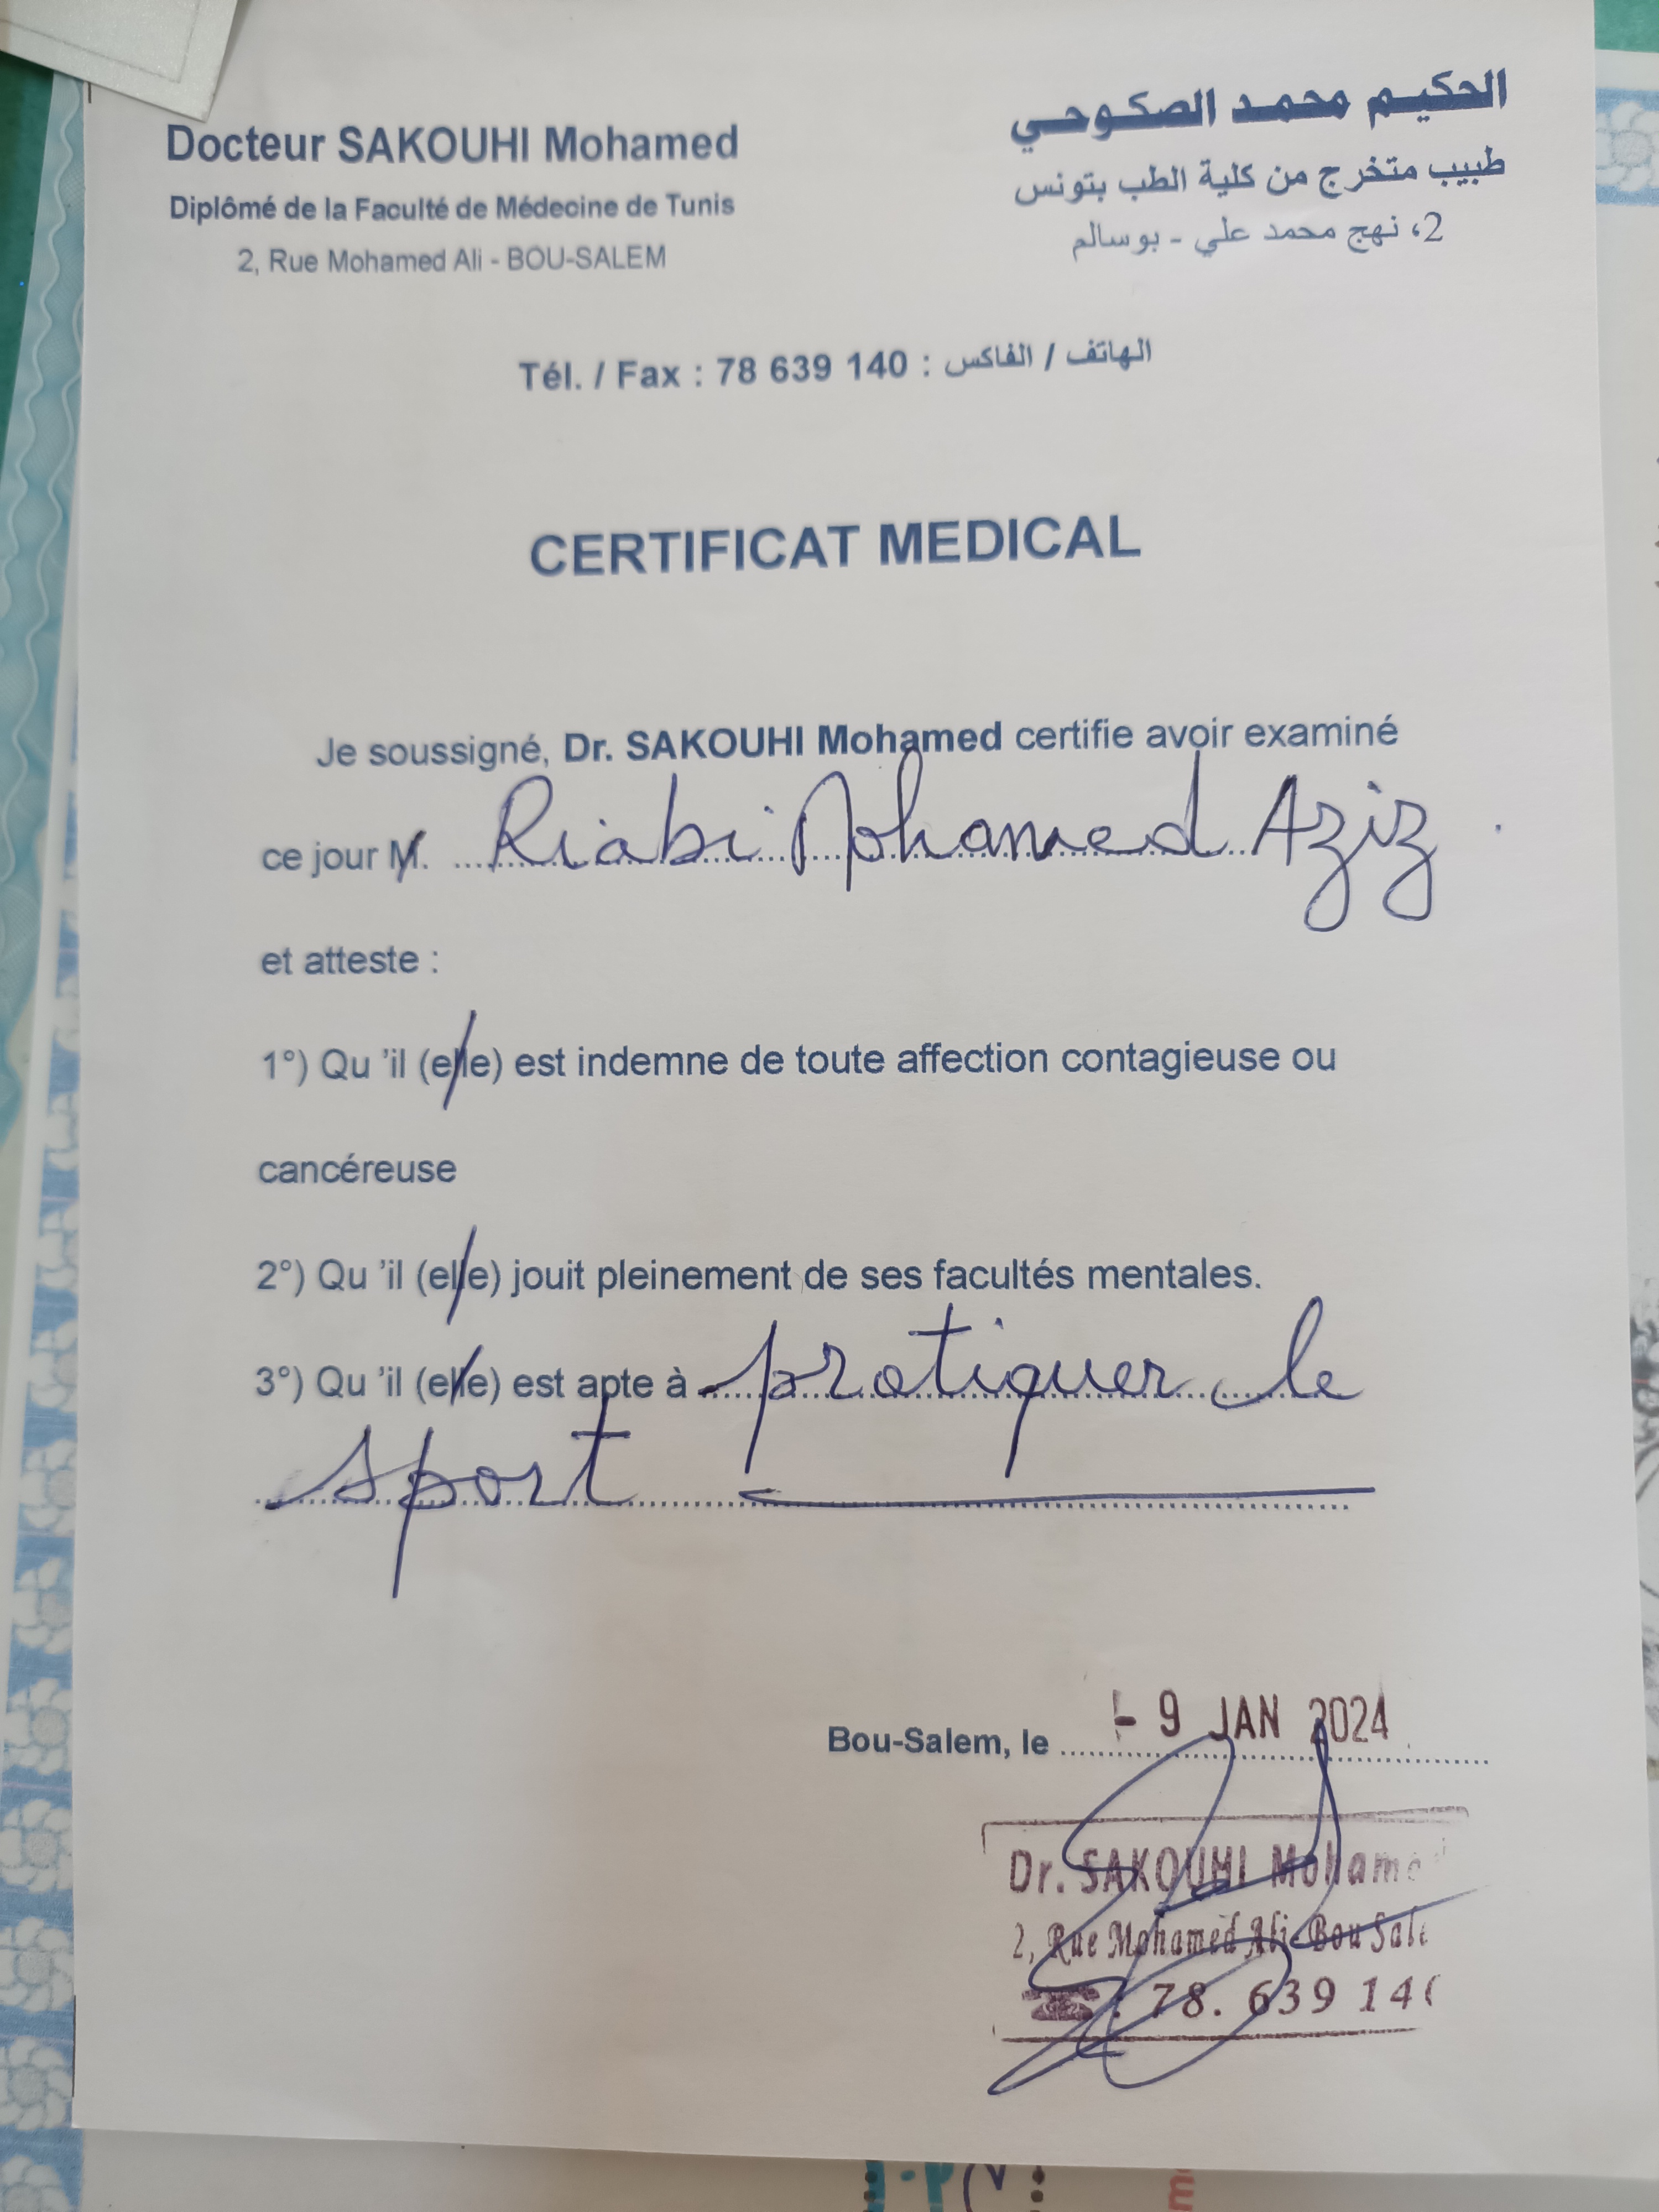 Docteur SAKOUHI Mohamed
Diplômé de la Faculté de Médecine de Tunis
2, Rue Mohamed Ali - BOU-SALEM
الحكيم محمد الصكوحي
طبيب متخرج من كلية الطب بتونس
2، نهج محمد علي - بوسالم
Tél. / Fax : 78 639 140 : الهاتف / الفاكس
CERTIFICAT MEDICAL
Je soussigné, Dr. SAKOUHI Mohamed certifie avoir examiné
ce jour M. Riabi Mohamed Aziz
et atteste :
1°) Qu 'il (elle) est indemne de toute affection contagieuse ou
cancéreuse
2°) Qu 'il (elle) jouit pleinement de ses facultés mentales.
3°) Qu 'il (elle) est apte à pratiquer le
sport
Bou-Salem, le - 9 JAN 2024
Dr. SAKOUHI Mohame
2, Rue Mohamed Ali-Bou Sale
☎ : 78. 639 14